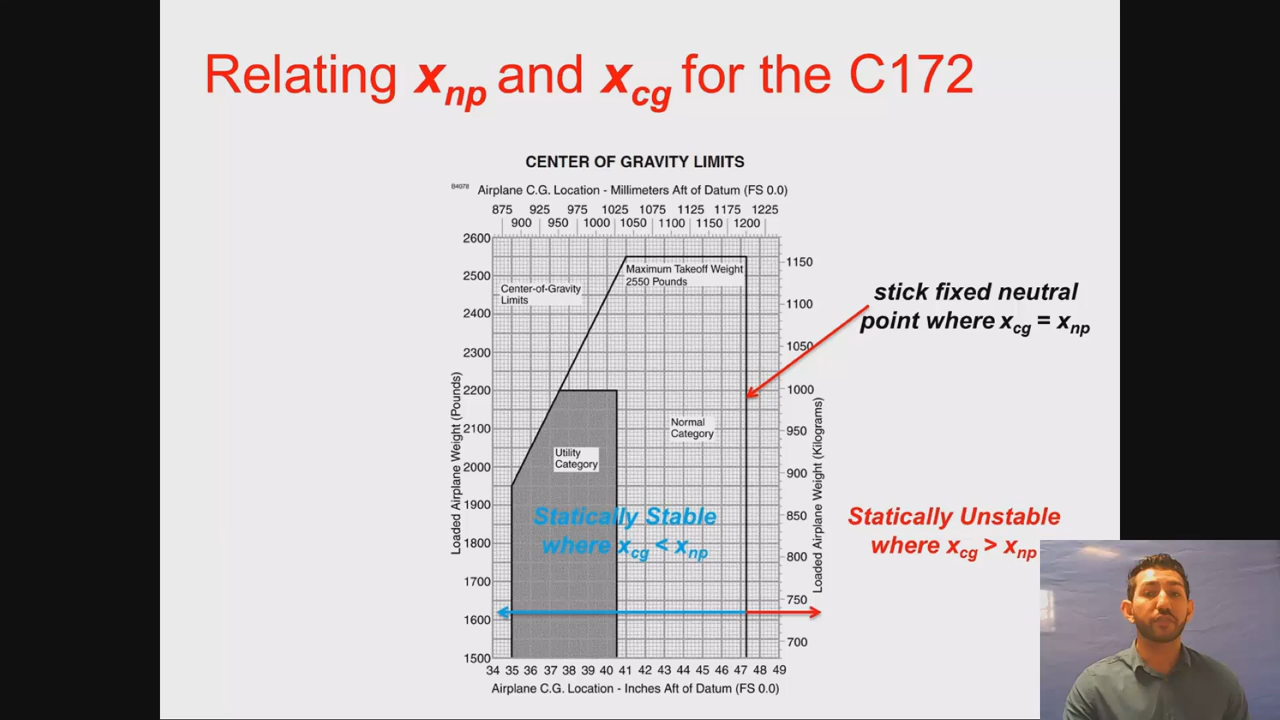 Relating xnp and xcg for the C172
CENTER OF GRAVITY LIMITS
B4078
Airplane C.G. Location - Millimeters Aft of Datum (FS 0.0)
875 925 975 1025 1075 1125 1175 1225
900 950 1000 1050 1100 1150 1200
2600
2500
2400
2300
2200
2100
2000
1900
1800
1700
1600
1500
Loaded Airplane Weight (Pounds)
Center-of-Gravity
Limits
Maximum Takeoff Weight
2550 Pounds
Utility
Category
Normal
Category
Statically Stable
where xcg < xnp
1150
1100
1050
1000
950
900
850
800
750
700
Loaded Airplane Weight (Kilograms)
34 35 36 37 38 39 40 41 42 43 44 45 46 47 48 49
Airplane C.G. Location - Inches Aft of Datum (FS 0.0)
stick fixed neutral
point where xcg = xnp
Statically Unstable
where xcg > xnp